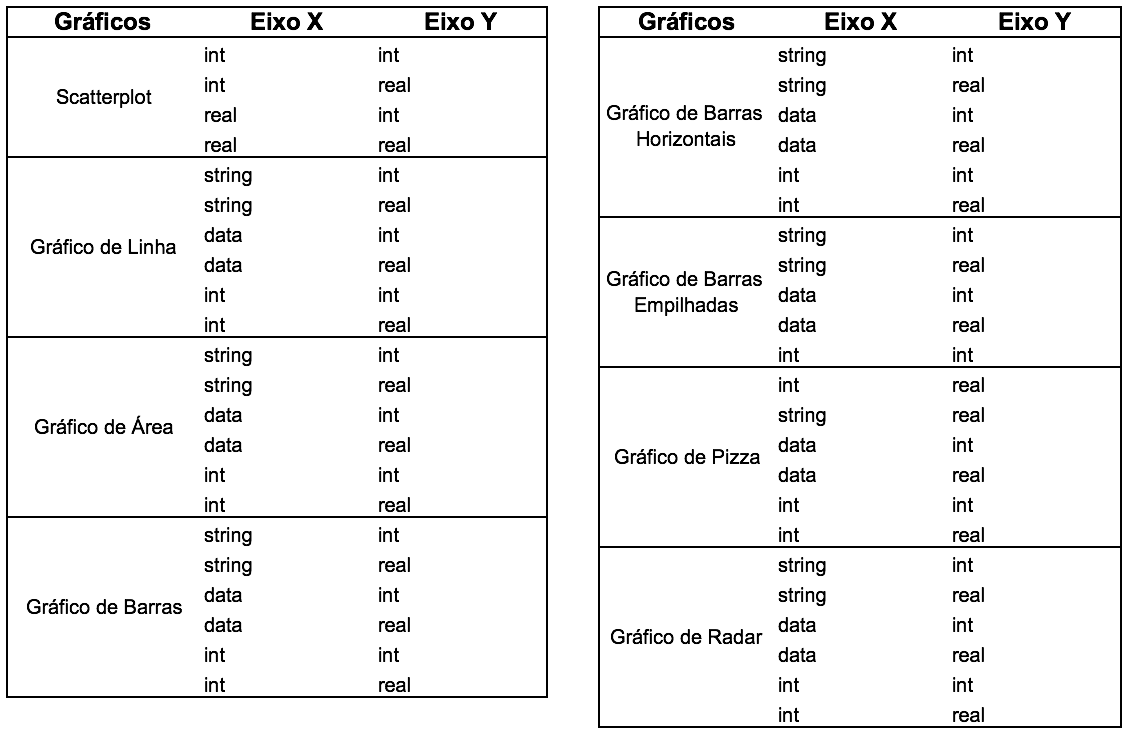 Gráficos Eixo X Eixo Y
Scatterplot
int int
int real
real int
real real
Gráfico de Linha
string int
string real
data int
data real
int int
int real
Gráfico de Área
string int
string real
data int
data real
int int
int real
Gráfico de Barras
string int
string real
data int
data real
int int
int real
Gráficos Eixo X Eixo Y
Gráfico de Barras
Horizontais
string int
string real
data int
data real
int int
int real
Gráfico de Barras
Empilhadas
string int
string real
data int
data real
int int
Gráfico de Pizza
int real
string real
data int
data real
int int
int real
Gráfico de Radar
string int
string real
data int
data real
int int
int real